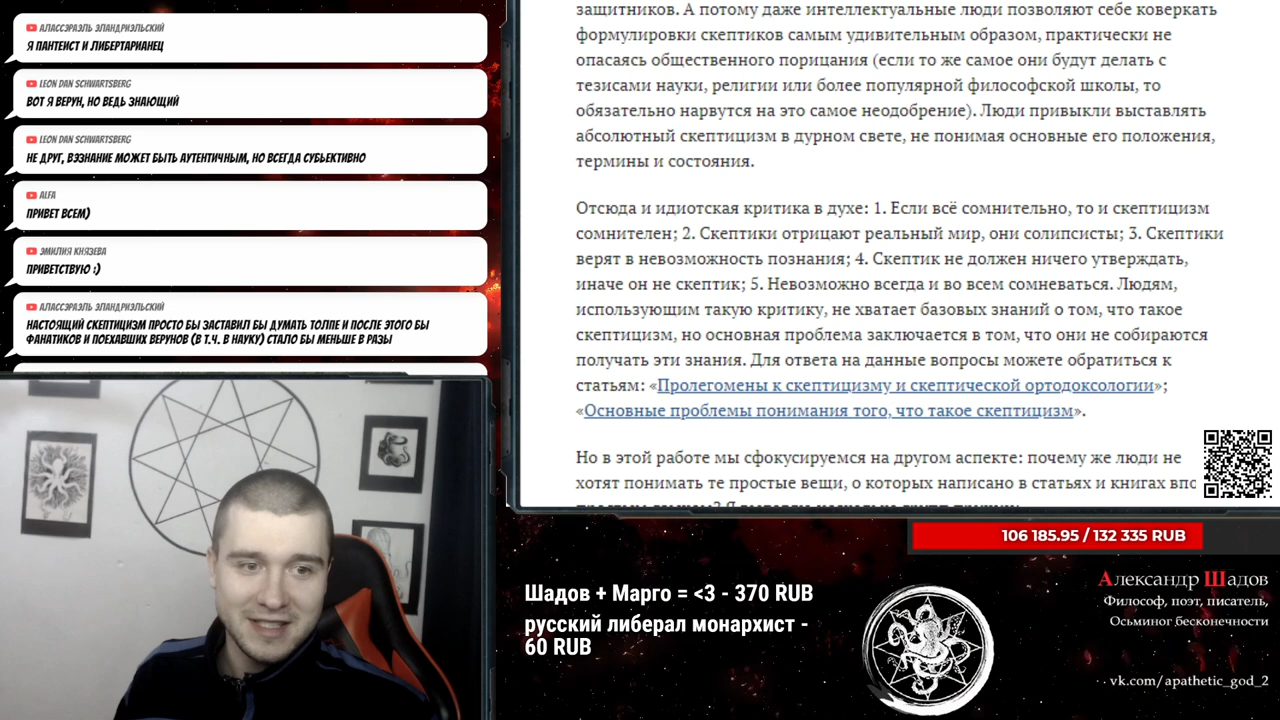 АЛАССЭРАЭЛЬ ЭЛАНДРИЭЛЬСКИЙ
Я ПАНТЕИСТ И ЛИБЕРТАРИАНЕЦ
LEON DAN SCHWARTSBERG
ВОТ Я ВЕРУН, НО ВЕДЬ ЗНАЮЩИЙ
LEON DAN SCHWARTSBERG
НЕ ДРУГ, ВЗЗНАНИЕ МОЖЕТ БЫТЬ АУТЕНТИЧНЫМ, НО ВСЕГДА СУБЬЕКТИВНО
ALFA
ПРИВЕТ ВСЕМ)
ЭМИЛИЯ КНЯЗЕВА
ПРИВЕТСТВУЮ :)
АЛАССЭРАЭЛЬ ЭЛАНДРИЭЛЬСКИЙ
НАСТОЯЩИЙ СКЕПТИЦИЗМ ПРОСТО БЫ ЗАСТАВИЛ БЫ ДУМАТЬ ТОЛПЕ И ПОСЛЕ ЭТОГО БЫ
ФАНАТИКОВ И ПОЕХАВШИХ ВЕРУНОВ (В Т.Ч. В НАУКУ) СТАЛО БЫ МЕНЬШЕ В РАЗЫ
защитников. А потому даже интеллектуальные люди позволяют себе коверкать
формулировки скептиков самым удивительным образом, практически не
опасаясь общественного порицания (если то же самое они будут делать с
тезисами науки, религии или более популярной философской школы, то
обязательно нарвутся на это самое неодобрение). Люди привыкли выставлять
абсолютный скептицизм в дурном свете, не понимая основные его положения,
термины и состояния.
Отсюда и идиотская критика в духе: 1. Если всё сомнительно, то и скептицизм
сомнителен; 2. Скептики отрицают реальный мир, они солипсисты; 3. Скептики
верят в невозможность познания; 4. Скептик не должен ничего утверждать,
иначе он не скептик; 5. Невозможно всегда и во всем сомневаться. Людям,
использующим такую критику, не хватает базовых знаний о том, что такое
скептицизм, но основная проблема заключается в том, что они не собираются
получать эти знания. Для ответа на данные вопросы можете обратиться к
статьям: «Пролегомены к скептицизму и скептической ортодоксологии»;
«Основные проблемы понимания того, что такое скептицизм».
Но в этой работе мы сфокусируемся на другом аспекте: почему же люди не
хотят понимать те простые вещи, о которых написано в статьях и книгах впо
106 185.95 / 132 335 RUB
Шадов + Марго = <3 - 370 RUB
русский либерал монархист -
60 RUB
Александр Шадов
Философ, поэт, писатель,
Осьминог бесконечности
vk.com/apathetic_god_2